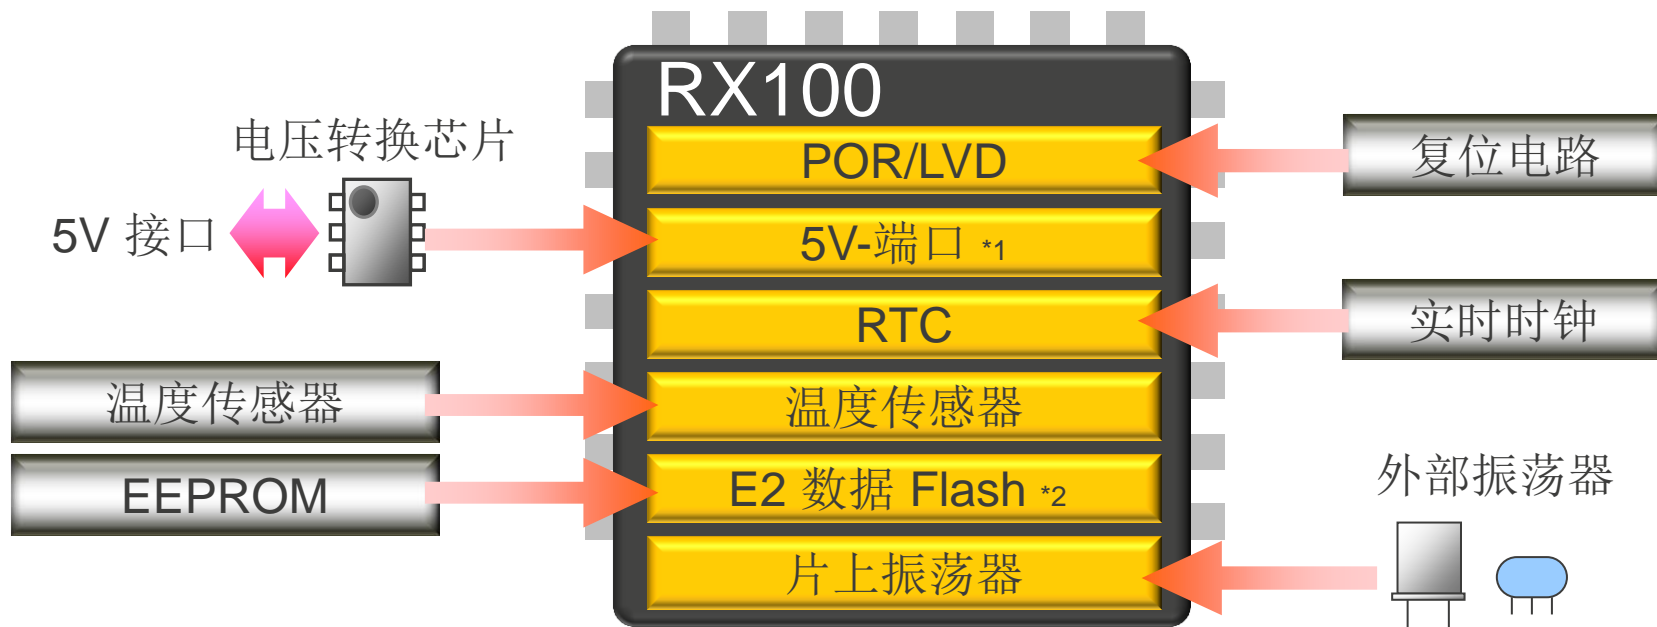 RX100
电压转换芯片
POR/LVD
复位电路
5V 接口
5V-端口 *1
RTC
实时时钟
温度传感器
温度传感器
EEPROM
E2 数据 Flash *2
外部振荡器
片上振荡器